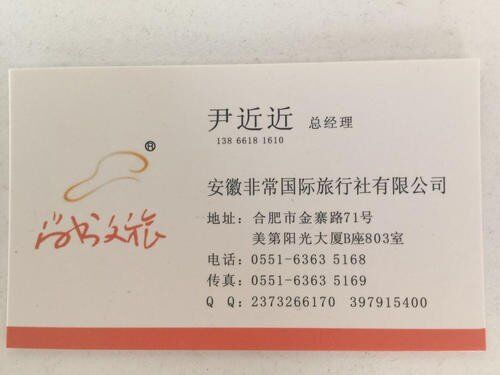 尹近近 总经理
138 66181 1610
®
尚书文旅
安徽非常国际旅行社有限公司
地址：合肥市金寨路71号
美第阳光大厦B座803室
电话：0551-6363 5168
传真：0551-6363 5169
Q Q：2373266170 397915400